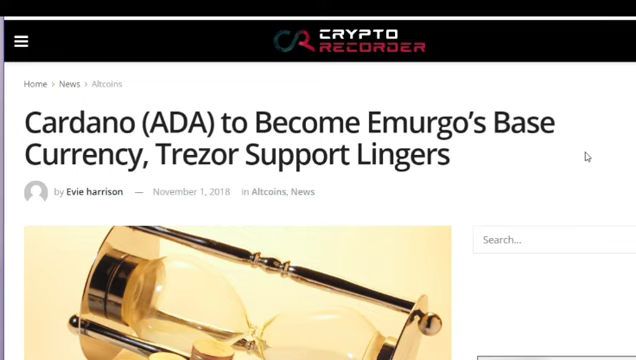 CRYPTO
RECORDER
Home > News > Altcoins
Cardano (ADA) to Become Emurgo's Base
Currency, Trezor Support Lingers
by Evie harrison — November 1, 2018 in Altcoins, News
Search...